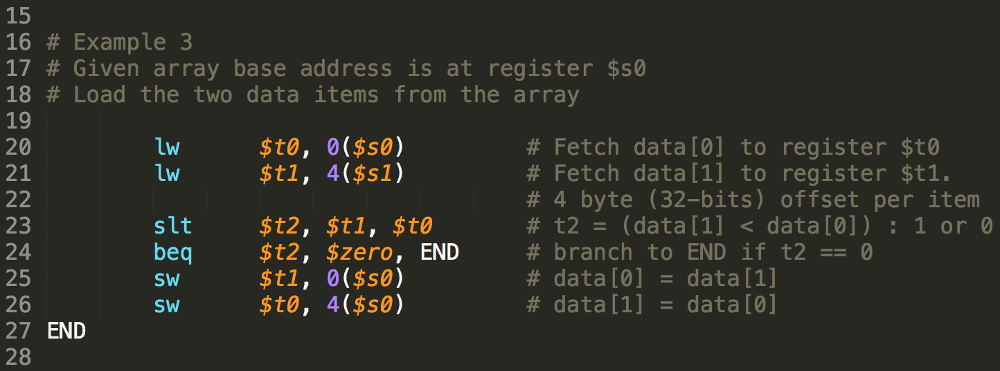 15
16 # Example 3
17 # Given array base address is at register $s0
18 # Load the two data items from the array
19
20 lw $t0, 0($s0) # Fetch data[0] to register $t0
21 lw $t1, 4($s1) # Fetch data[1] to register $t1.
22 # 4 byte (32-bits) offset per item
23 slt $t2, $t1, $t0 # t2 = (data[1] < data[0]) : 1 or 0
24 beq $t2, $zero, END # branch to END if t2 == 0
25 sw $t1, 0($s0) # data[0] = data[1]
26 sw $t0, 4($s0) # data[1] = data[0]
27 END
28